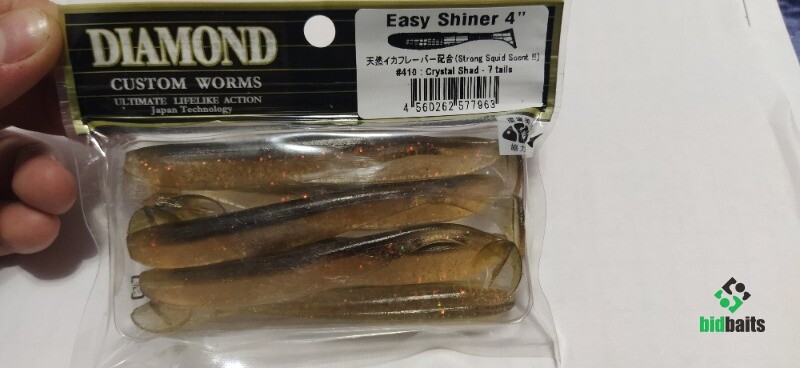 DIAMOND
CUSTOM WORMS
ULTIMATE LIFELIKE ACTION
Japan Technology
Easy Shiner 4"
天然イカフレーバー配合(Strong Squid Scent !!)
#410 : Crystal Shad - 7 tails
4 560262 577963
bidbaits